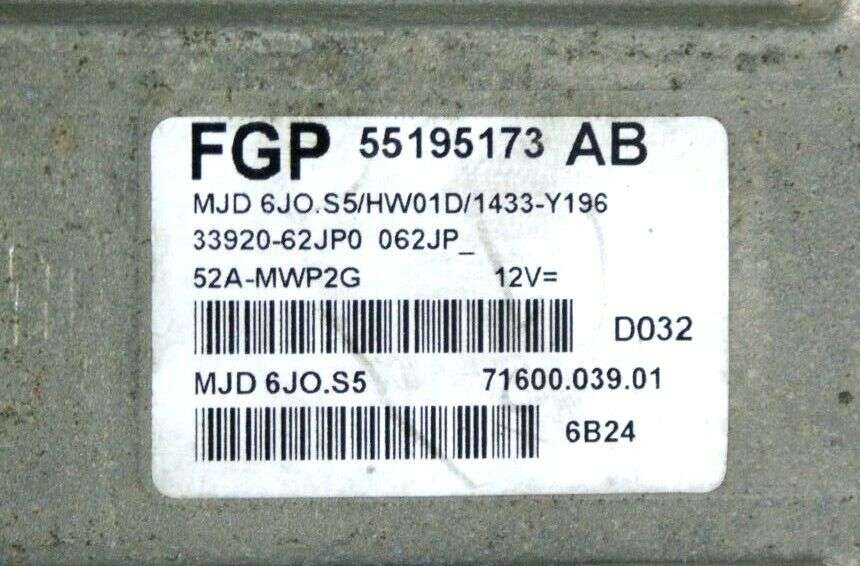 FGP 55195173 AB
MJD 6JO.S5/HW01D/1433-Y196
33920-62JP0 062JP_
52A-MWP2G 12V=
D032
MJD 6JO.S5 71600.039.01
6B24